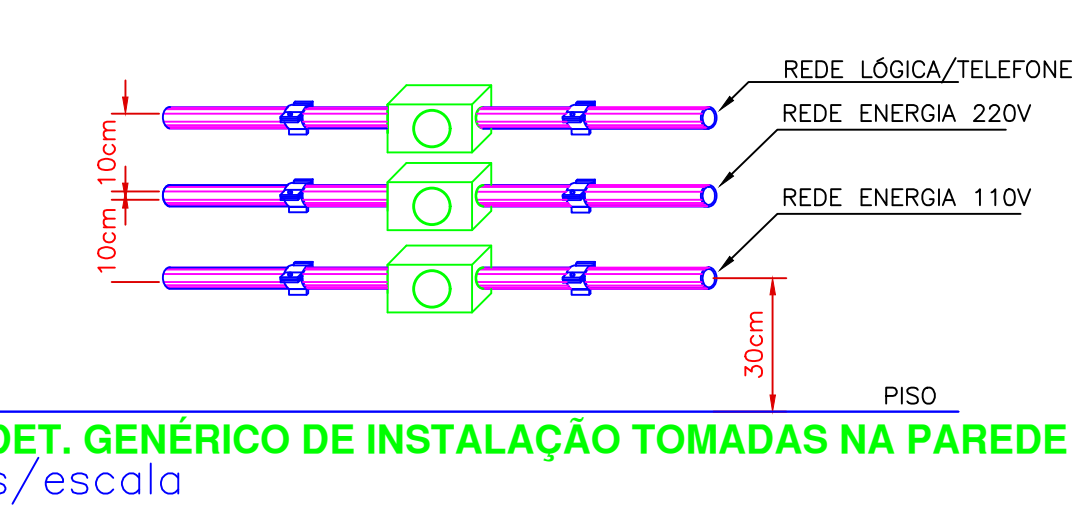 REDE LÓGICA/TELEFONE
REDE ENERGIA 220V
10cm
REDE ENERGIA 110V
10cm
30cm
PISO
DET. GENÉRICO DE INSTALAÇÃO TOMADAS NA PAREDE
s/escala